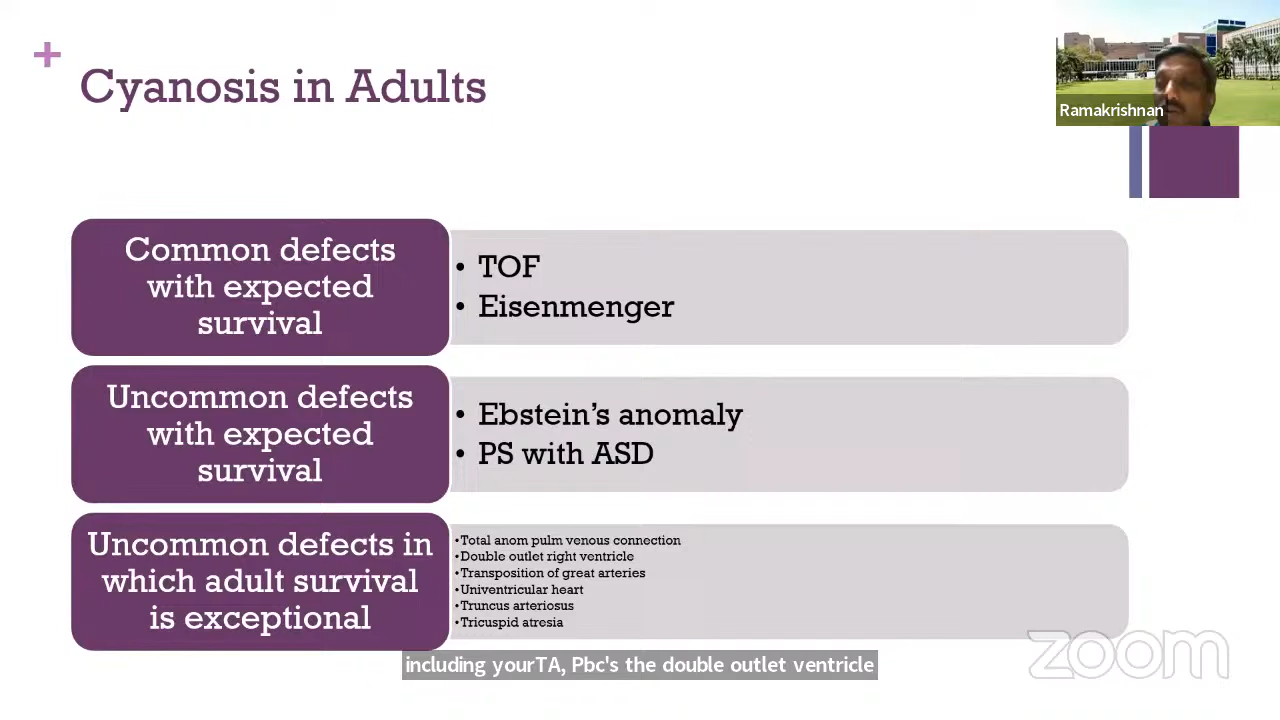 +
Cyanosis in Adults
Ramakrishnan
Common defects
with expected
survival
• TOF
• Eisenmenger
Uncommon defects
with expected
survival
• Ebstein’s anomaly
• PS with ASD
Uncommon defects in
which adult survival
is exceptional
•Total anom pulm venous connection
•Double outlet right ventricle
•Transposition of great arteries
•Univentricular heart
•Truncus arteriosus
•Tricuspid atresia
including yourTA, Pbc's the double outlet ventricle
zoom